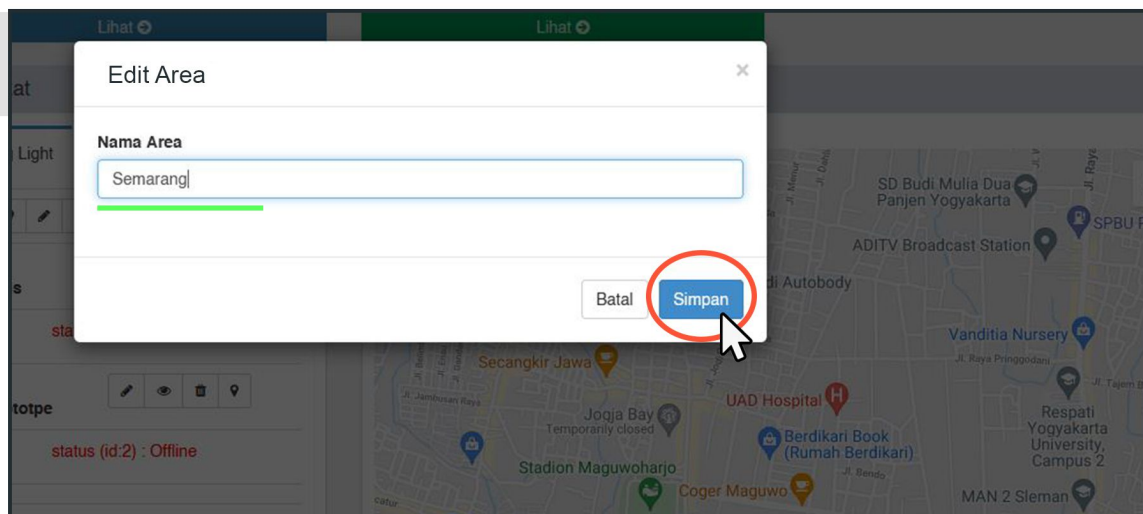 Lihat
Lihat
Edit Area
×
at
Nama Area
Light
Semarang
SD Budi Mulia Dua
Panjen Yogyakarta
Jl. Raya
SPBU
ADITV Broadcast Station
s
di Autobody
Batal
Simpan
sta
Vanditia Nursery
Jl. Raya Pringgodani
Secangkir Jawa
Jl. Jambusan Raya
totpe
UAD Hospital
Jogja Bay
Temporarily closed
Respati
Yogyakarta
University,
Campus 2
status (id:2) : Offline
Berdikari Book
(Rumah Berdikari)
Stadion Maguwoharjo
Jl. Bendo
Coger Maguwo
MAN 2 Sleman
catur